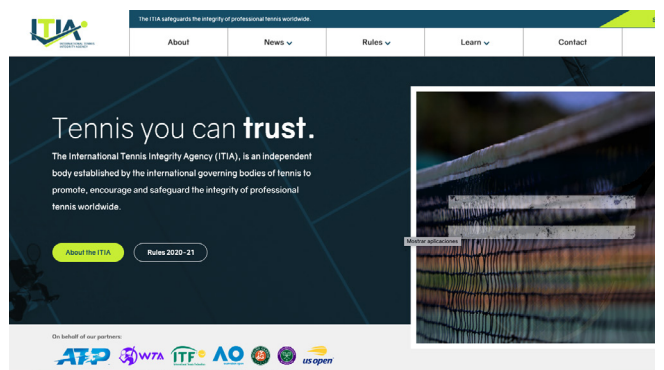 The ITIA safeguards the integrity of professional tennis worldwide.
ITIA
INTERNATIONAL TENNIS
INTEGRITY AGENCY
About
News
Rules
Learn
Contact
Tennis you can trust.
The International Tennis Integrity Agency (ITIA), is an independent
body established by the international governing bodies of tennis to
promote, encourage and safeguard the integrity of professional
tennis worldwide.
About the ITIA
Rules 2020-21
Mostrar aplicaciones
On behalf of our partners:
ATP
WTA
ITF
AO
us open